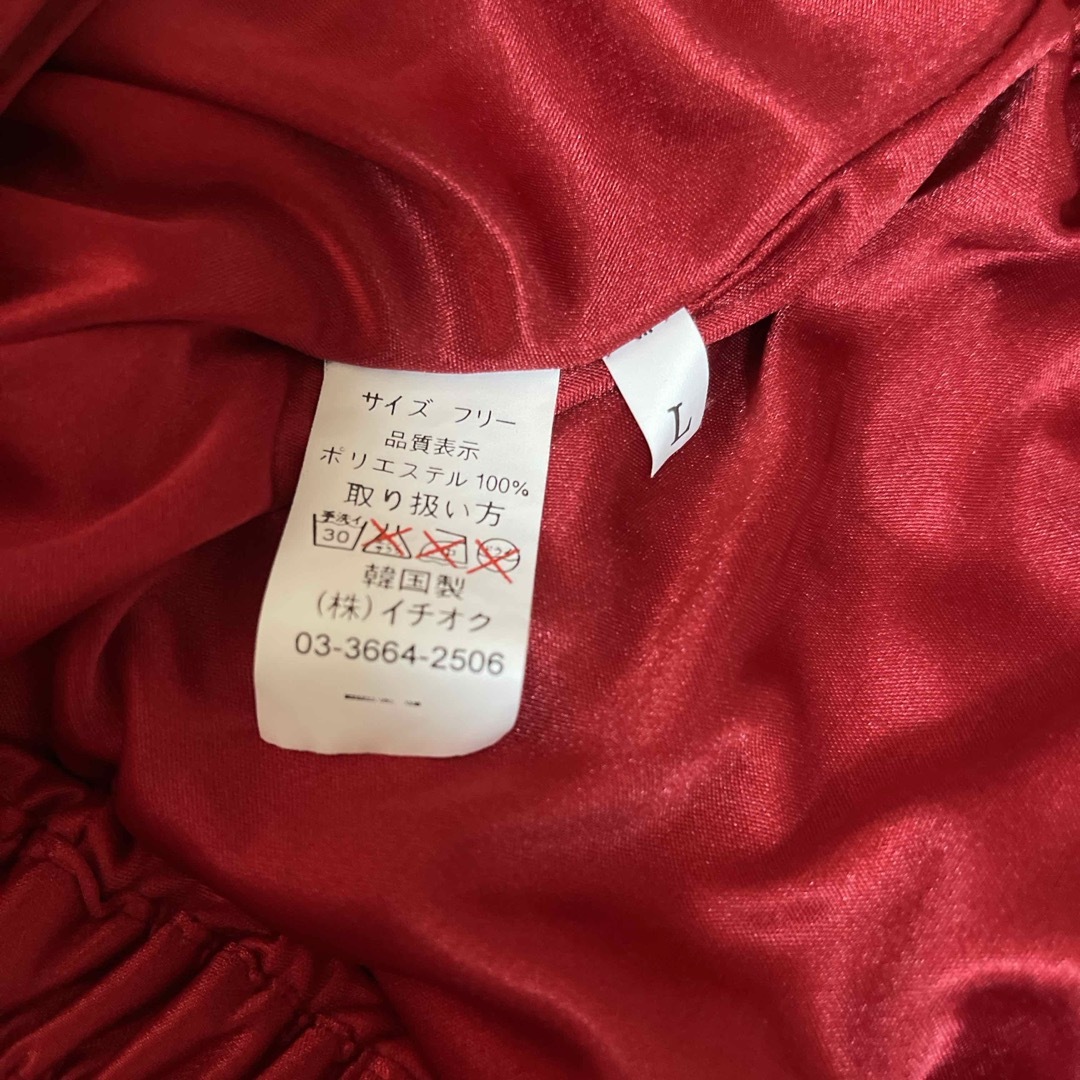 サイズ フリー
品質表示
ポリエステル 100%
取り扱い方
手洗イ
30
韓国製
(株)イチオク
03-3664-2506
L